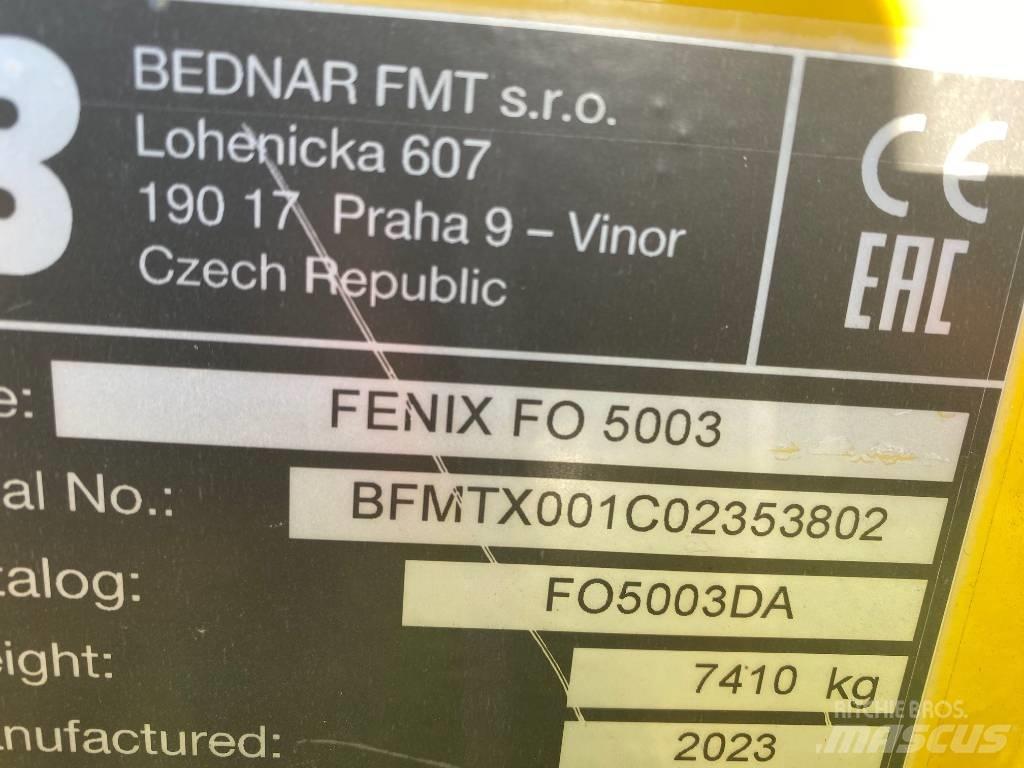 B BEDNAR FMT s.r.o.
Lohenicka 607
190 17 Praha 9 – Vinor
Czech Republic
CE
EAC
e: FENIX FO 5003
al No.: BFMTX001C02353802
talog: FO5003DA
eight: 7410 kg
anufactured: 2023
RITCHIE BROS.
MASCUS